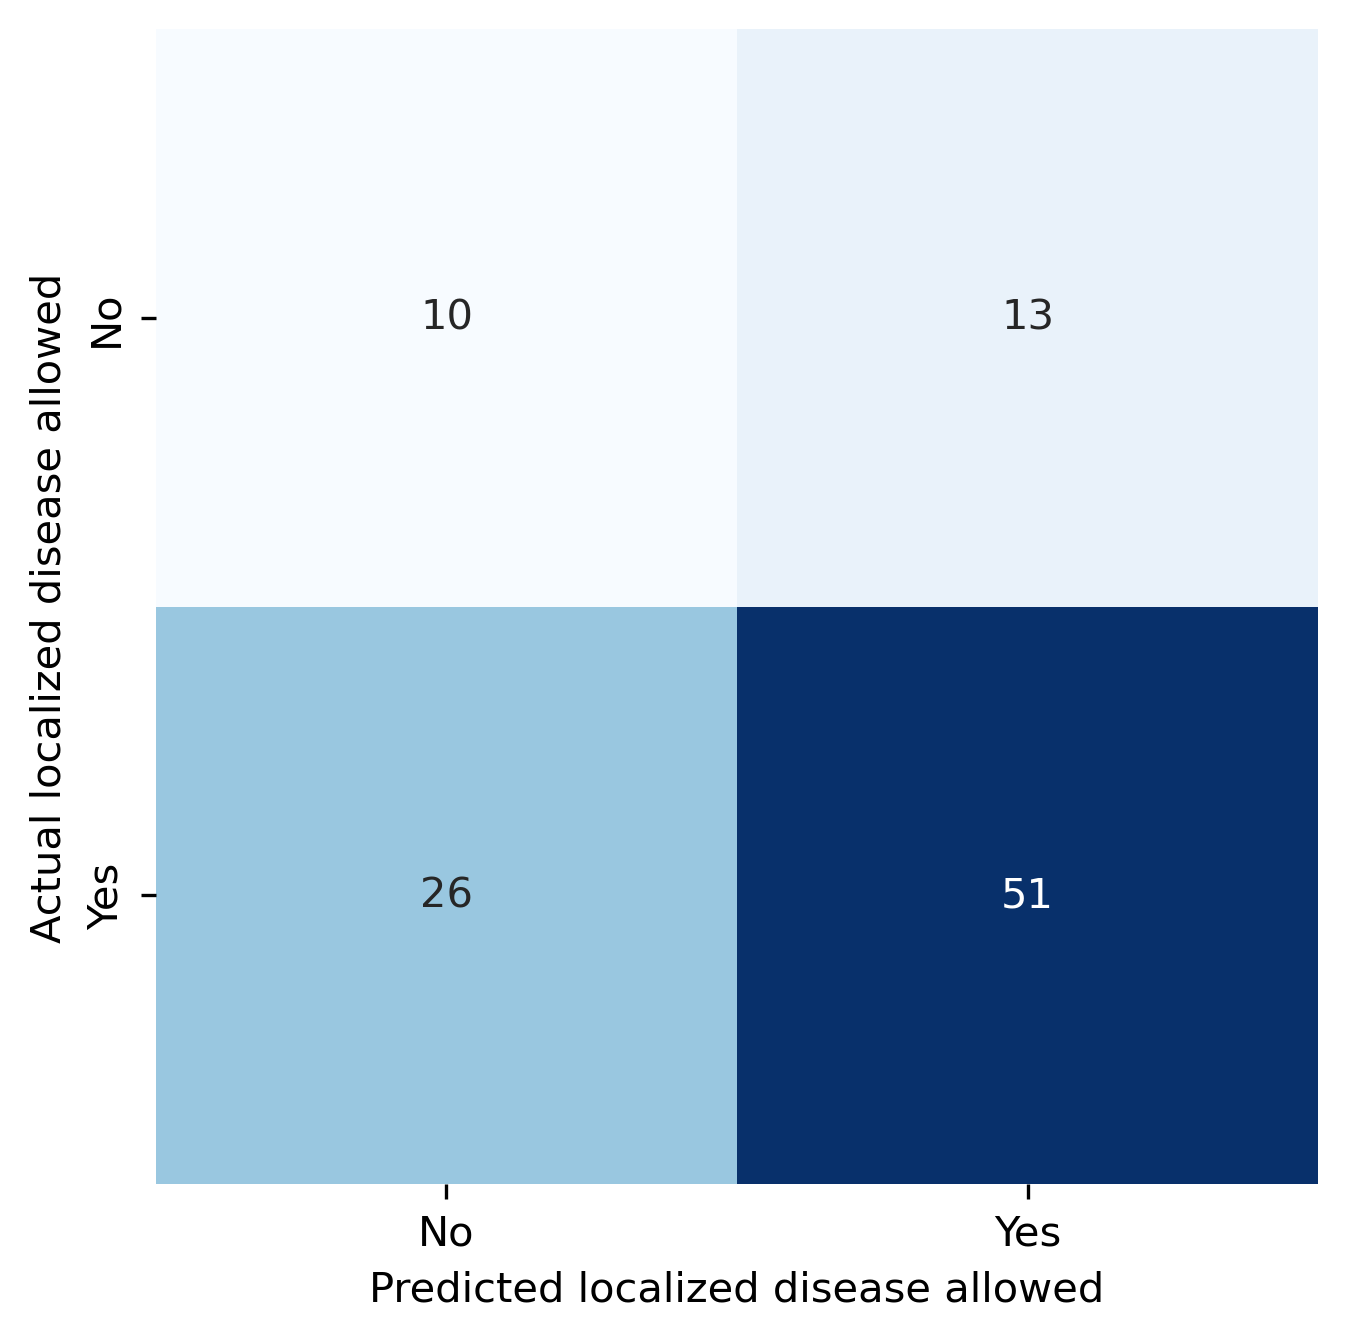 Actual localized disease allowed
No
10
13
Yes
26
51
No
Yes
Predicted localized disease allowed